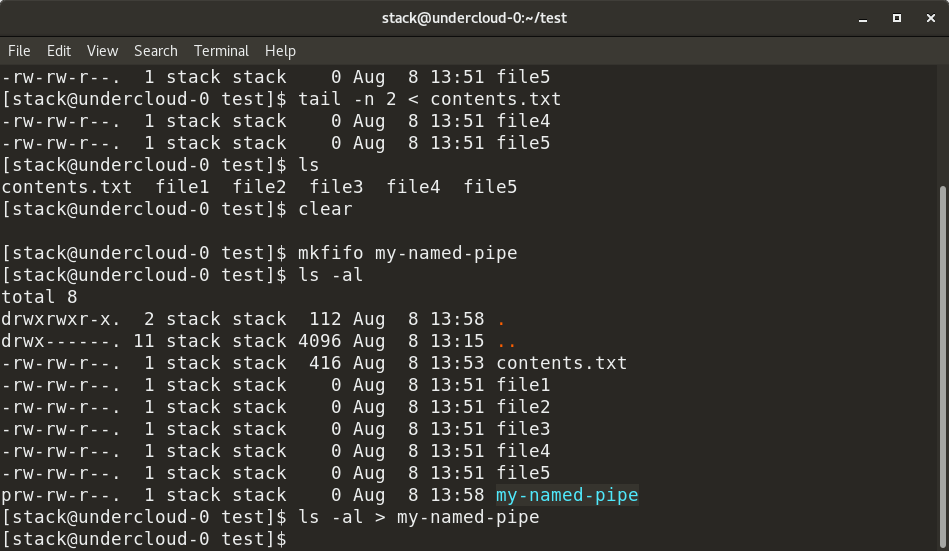 stack@undercloud-0:~/test
File Edit View Search Terminal Help
-rw-rw-r--.  1 stack stack    0 Aug  8 13:51 file5
[stack@undercloud-0 test]$ tail -n 2 < contents.txt
-rw-rw-r--.  1 stack stack    0 Aug  8 13:51 file4
-rw-rw-r--.  1 stack stack    0 Aug  8 13:51 file5
[stack@undercloud-0 test]$ ls
contents.txt  file1  file2  file3  file4  file5
[stack@undercloud-0 test]$ clear
[stack@undercloud-0 test]$ mkfifo my-named-pipe
[stack@undercloud-0 test]$ ls -al
total 8
drwxrwxr-x.  2 stack stack  112 Aug  8 13:58 .
drwx------. 11 stack stack 4096 Aug  8 13:15 ..
-rw-rw-r--.  1 stack stack  416 Aug  8 13:53 contents.txt
-rw-rw-r--.  1 stack stack    0 Aug  8 13:51 file1
-rw-rw-r--.  1 stack stack    0 Aug  8 13:51 file2
-rw-rw-r--.  1 stack stack    0 Aug  8 13:51 file3
-rw-rw-r--.  1 stack stack    0 Aug  8 13:51 file4
-rw-rw-r--.  1 stack stack    0 Aug  8 13:51 file5
prw-rw-r--.  1 stack stack    0 Aug  8 13:58 my-named-pipe
[stack@undercloud-0 test]$ ls -al > my-named-pipe
[stack@undercloud-0 test]$